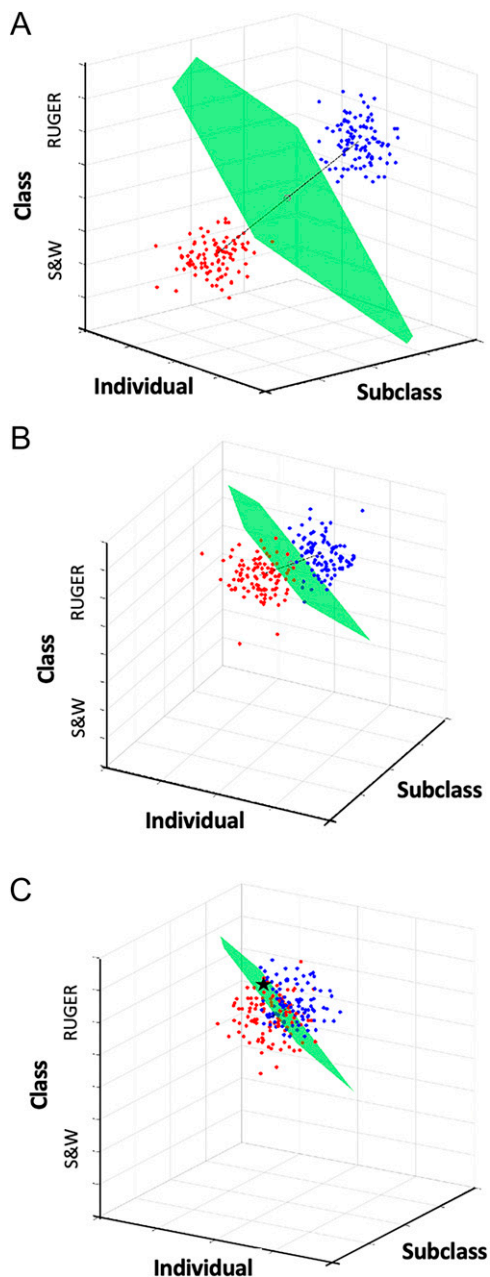 A
RUGER
Class
S&W
Individual
Subclass
B
RUGER
Class
S&W
Individual
Subclass
C
RUGER
Class
S&W
Individual
Subclass